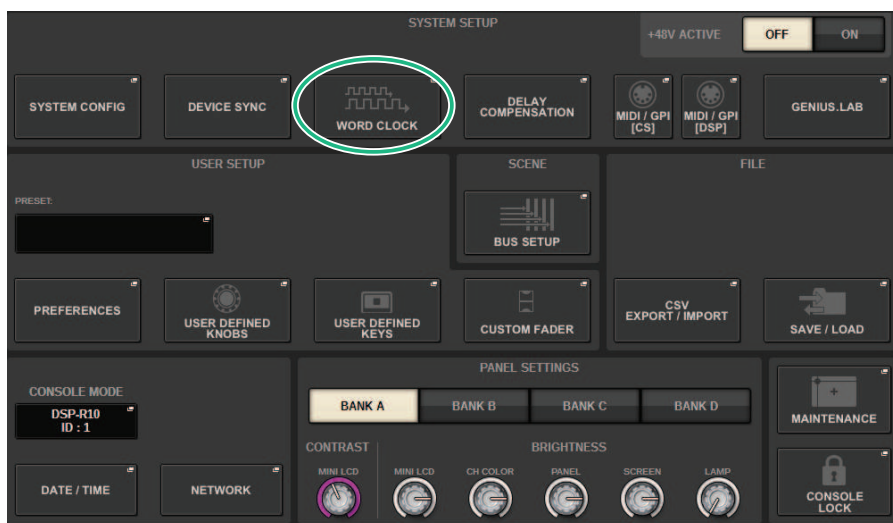 SYSTEM SETUP
+48V ACTIVE
OFF
ON
SYSTEM CONFIG
DEVICE SYNC
WORD CLOCK
DELAY
COMPENSATION
MIDI / GPI
[CS]
MIDI / GPI
[DSP]
GENIUS.LAB
USER SETUP
SCENE
FILE
PRESET:
BUS SETUP
PREFERENCES
USER DEFINED
KNOBS
USER DEFINED
KEYS
CUSTOM FADER
CSV
EXPORT / IMPORT
SAVE / LOAD
PANEL SETTINGS
CONSOLE MODE
DSP-R10
ID : 1
BANK A
BANK B
BANK C
BANK D
MAINTENANCE
CONTRAST
BRIGHTNESS
MINI LCD
MINI LCD
CH COLOR
PANEL
SCREEN
LAMP
DATE / TIME
NETWORK
CONSOLE
LOCK